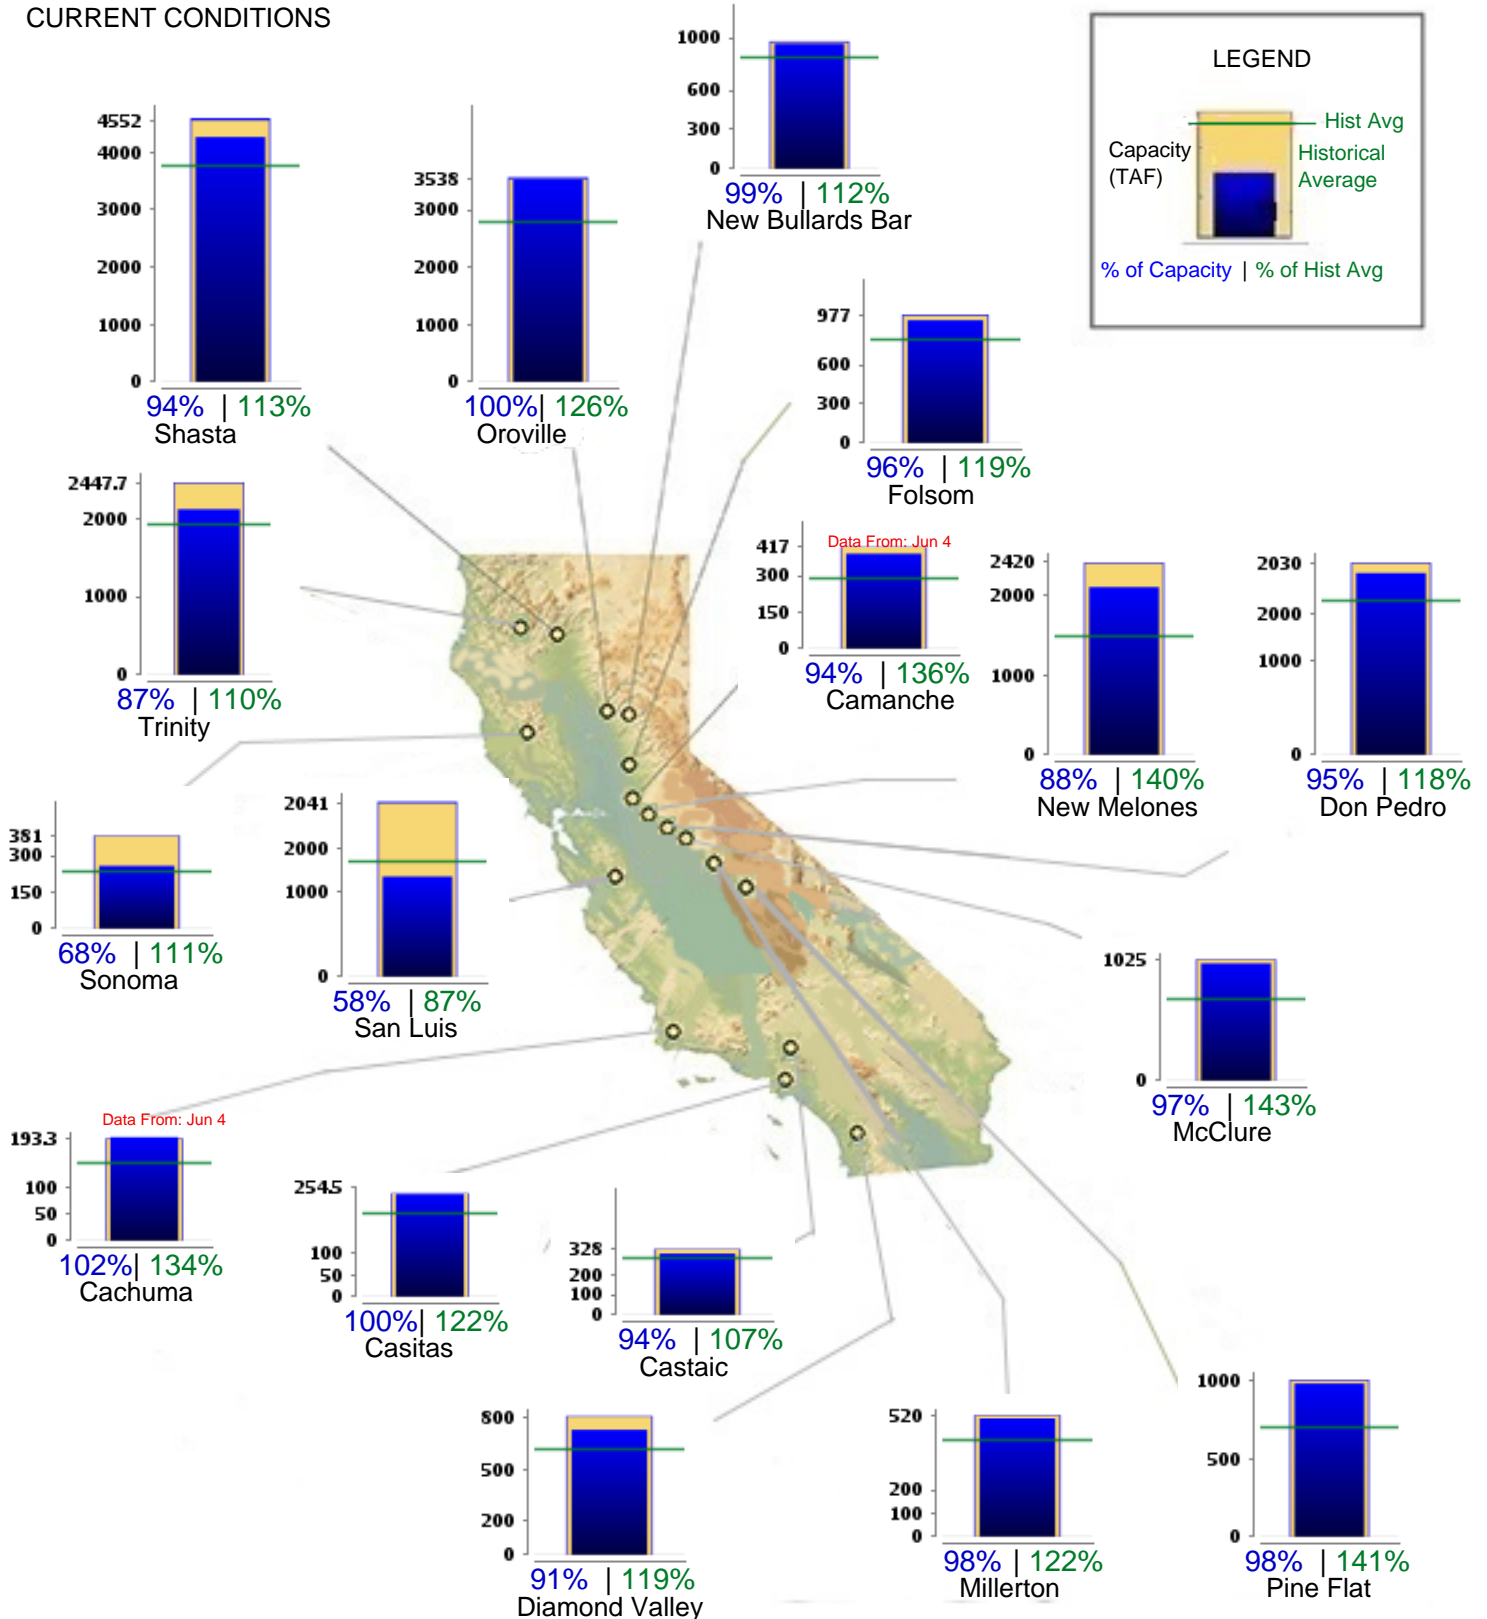 CURRENT CONDITIONS
1000
600
300
0
99% | 112%
New Bullards Bar
LEGEND
Hist Avg
Capacity
(TAF)
Historical
Average
% of Capacity | % of Hist Avg
4552
4000
3000
2000
1000
0
94% | 113%
Shasta
3538
3000
2000
1000
0
100% | 126%
Oroville
977
600
300
0
96% | 119%
Folsom
2447.7
2000
1000
0
87% | 110%
Trinity
Data From: Jun 4
417
300
150
0
94% | 136%
Camanche
2420
2000
1000
0
88% | 140%
New Melones
2030
2000
1000
0
95% | 118%
Don Pedro
381
300
150
0
68% | 111%
Sonoma
2041
2000
1000
0
58% | 87%
San Luis
1025
0
97% | 143%
McClure
Data From: Jun 4
193.3
100
50
0
102% | 134%
Cachuma
254.5
100
50
0
100% | 122%
Casitas
328
200
100
0
94% | 107%
Castaic
800
500
200
0
91% | 119%
Diamond Valley
520
200
100
0
98% | 122%
Millerton
1000
500
0
98% | 141%
Pine Flat